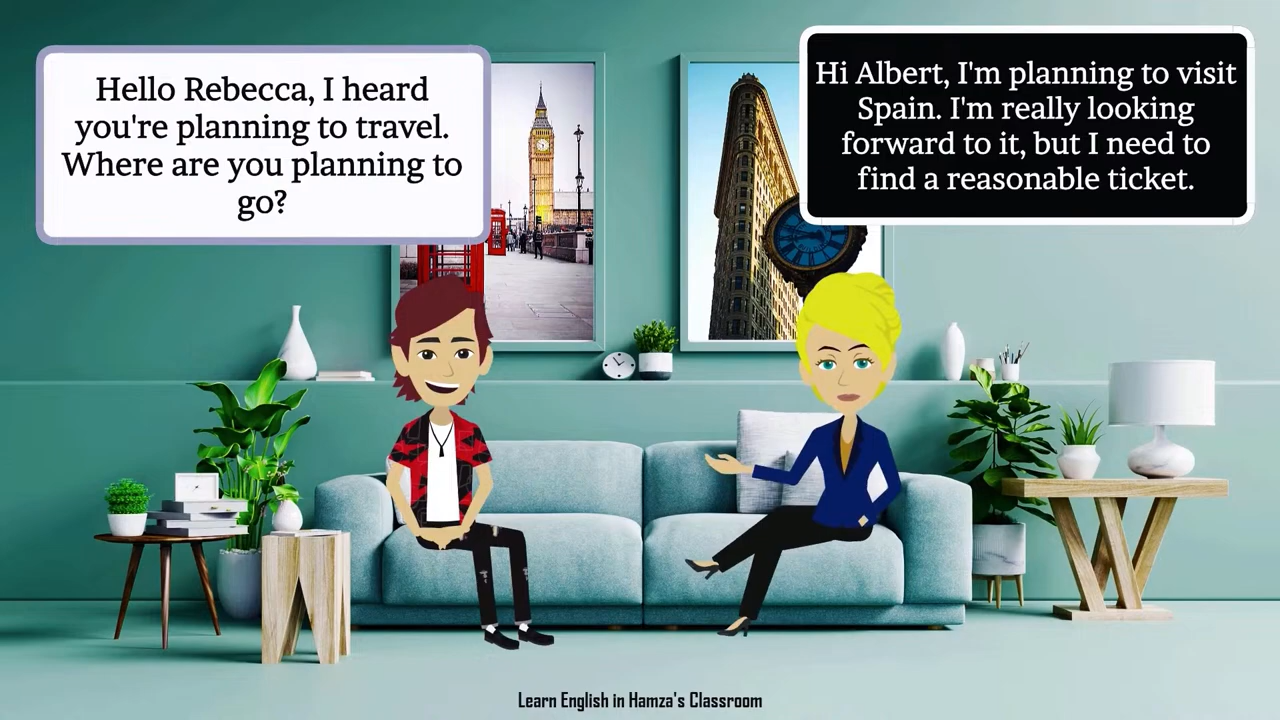 Hello Rebecca, I heard
you're planning to travel.
Where are you planning to
go?
Hi Albert, I'm planning to visit
Spain. I'm really looking
forward to it, but I need to
find a reasonable ticket.
Learn English in Hamza's Classroom